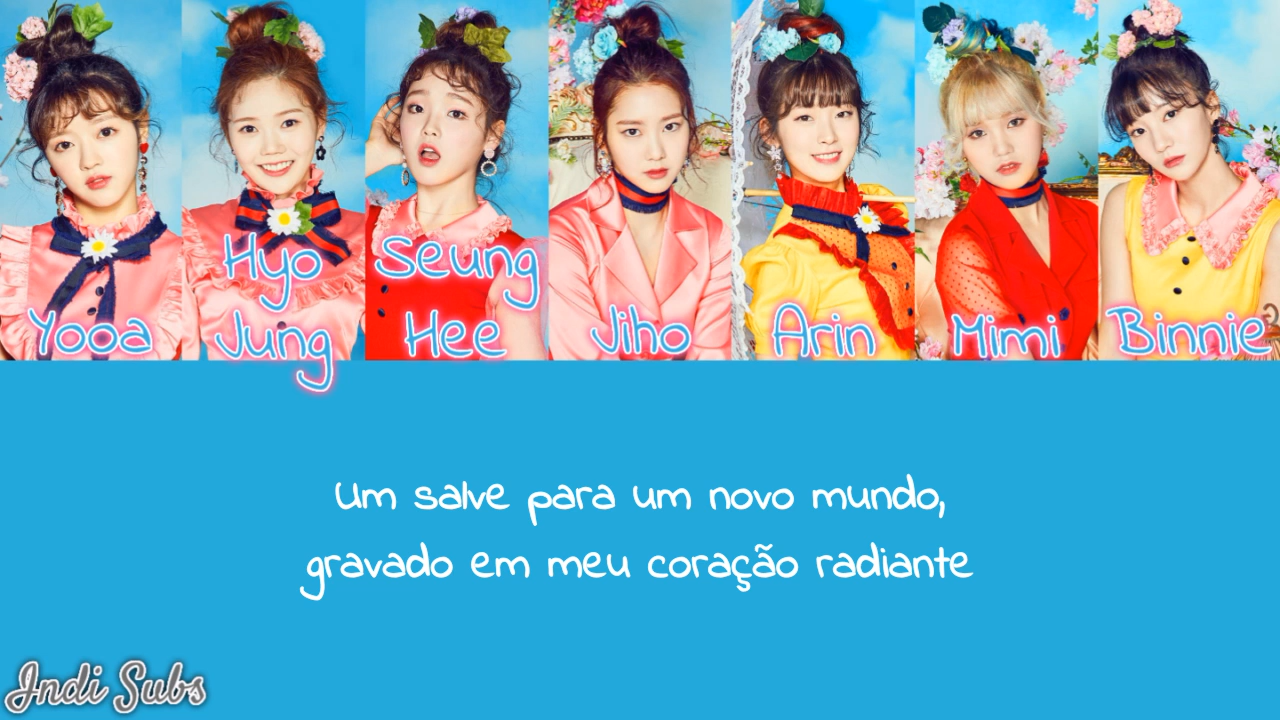 Yooa
Hyo
Jung
Seung
Hee
Jiho
Arin
Mimi
Binnie
Um salve para um novo mundo,
gravado em meu coração radiante
Indi Subs